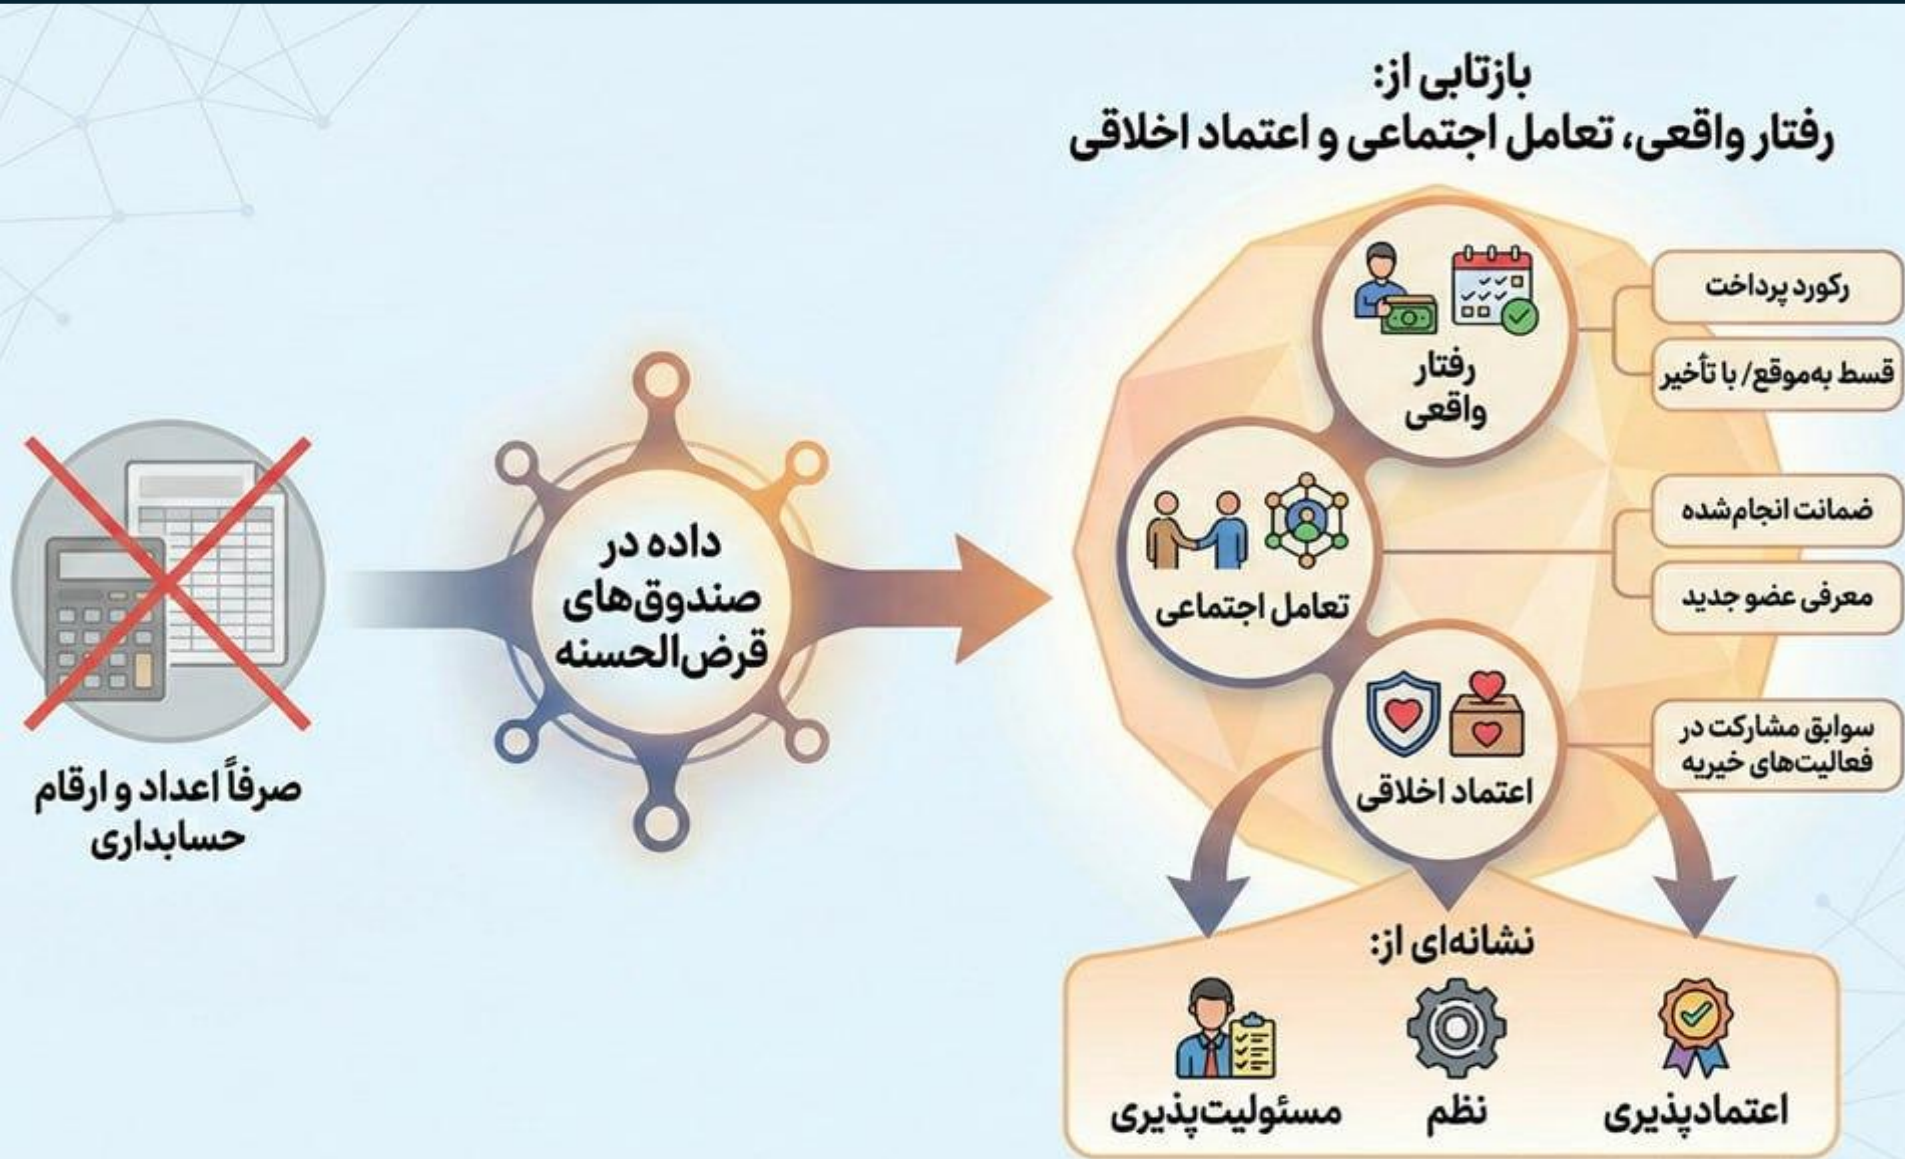 بازتابی از:
رفتار واقعی، تعامل اجتماعی و اعتماد اخلاقی
رفتار
واقعی
رکورد پرداخت
قسط به‌موقع/ با تأخیر
تعامل اجتماعی
ضمانت انجام‌شده
معرفی عضو جدید
اعتماد اخلاقی
سوابق مشارکت در
فعالیت‌های خیریه
داده در
صندوق‌های
قرض‌الحسنه
صرفاً اعداد و ارقام
حسابداری
نشانه‌ای از:
اعتمادپذیری
نظم
مسئولیت‌پذیری